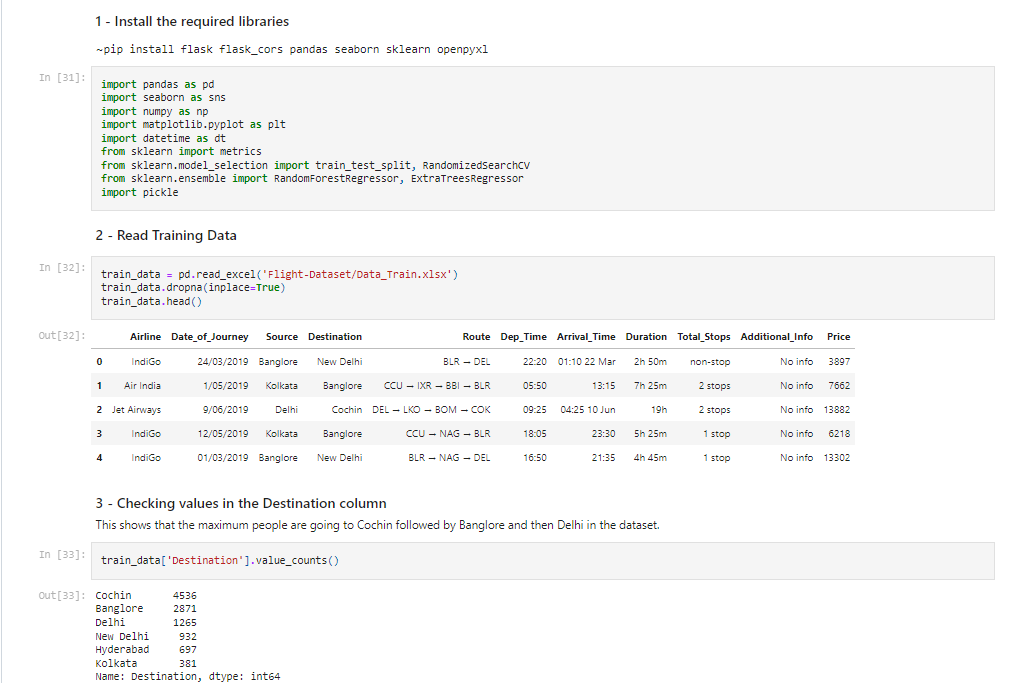 1 - Install the required libraries
~pip install flask flask_cors pandas seaborn sklearn openpyxl
In [31]:
import pandas as pd
import seaborn as sns
import numpy as np
import matplotlib.pyplot as plt
import datetime as dt
from sklearn import metrics
from sklearn.model_selection import train_test_split, RandomizedSearchCV
from sklearn.ensemble import RandomForestRegressor, ExtraTreesRegressor
import pickle
2 - Read Training Data
In [32]:
train_data = pd.read_excel('Flight-Dataset/Data_Train.xlsx')
train_data.dropna(inplace=True)
train_data.head()
Out[32]:
Airline Date_of_Journey Source Destination Route Dep_Time Arrival_Time Duration Total_Stops Additional_Info Price
0 IndiGo 24/03/2019 Banglore New Delhi BLR → DEL 22:20 01:10 22 Mar 2h 50m non-stop No info 3897
1 Air India 1/05/2019 Kolkata Banglore CCU → IXR → BBI → BLR 05:50 13:15 7h 25m 2 stops No info 7662
2 Jet Airways 9/06/2019 Delhi Cochin DEL → LKO → BOM → COK 09:25 04:25 10 Jun 19h 2 stops No info 13882
3 IndiGo 12/05/2019 Kolkata Banglore CCU → NAG → BLR 18:05 23:30 5h 25m 1 stop No info 6218
4 IndiGo 01/03/2019 Banglore New Delhi BLR → NAG → DEL 16:50 21:35 4h 45m 1 stop No info 13302
3 - Checking values in the Destination column
This shows that the maximum people are going to Cochin followed by Banglore and then Delhi in the dataset.
In [33]:
train_data['Destination'].value_counts()
Out[33]:
Cochin 4536
Banglore 2871
Delhi 1265
New Delhi 932
Hyderabad 697
Kolkata 381
Name: Destination, dtype: int64